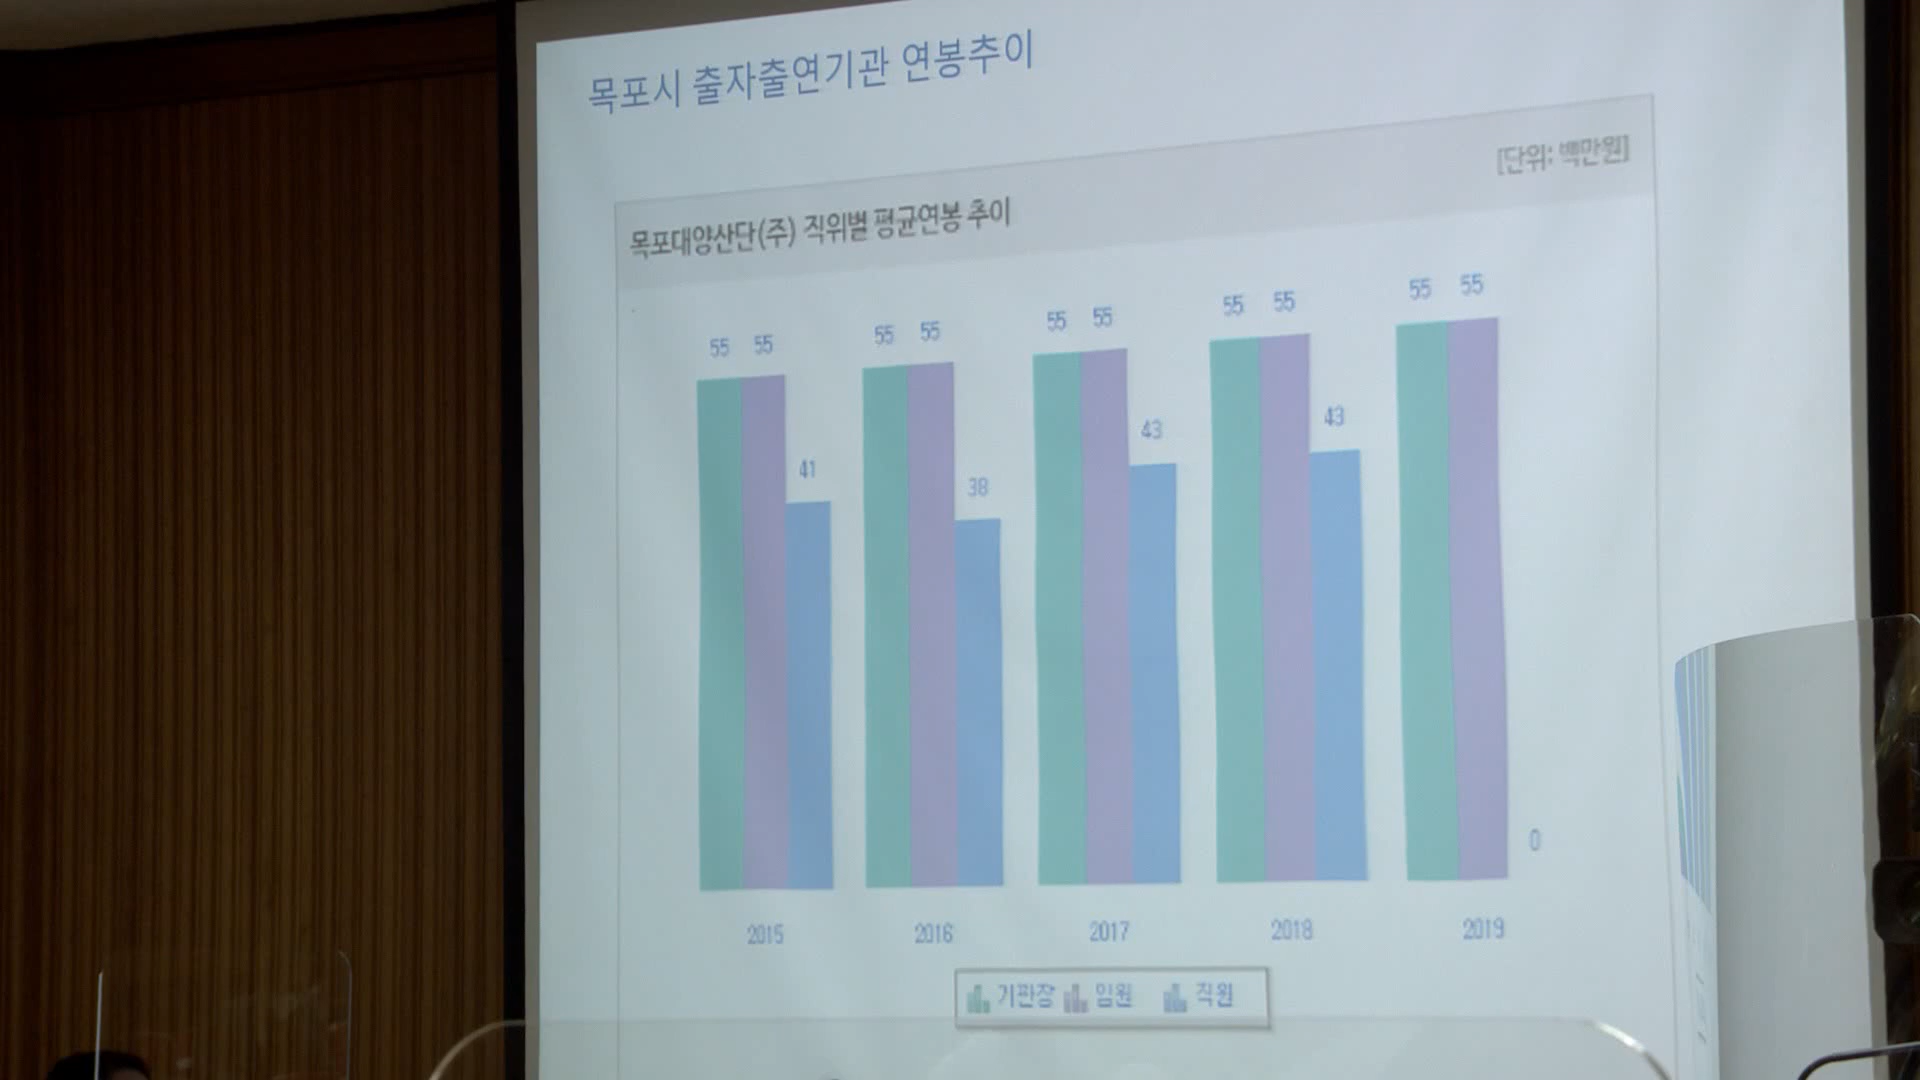 목포시 출자출연기관 연봉추이
[단위: 백만원]
목포대양산단(주) 직위별 평균연봉 추이
55 55 41
55 55 38
55 55 43
55 55 43
55 55 0
2015 2016 2017 2018 2019
기관장 임원 직원